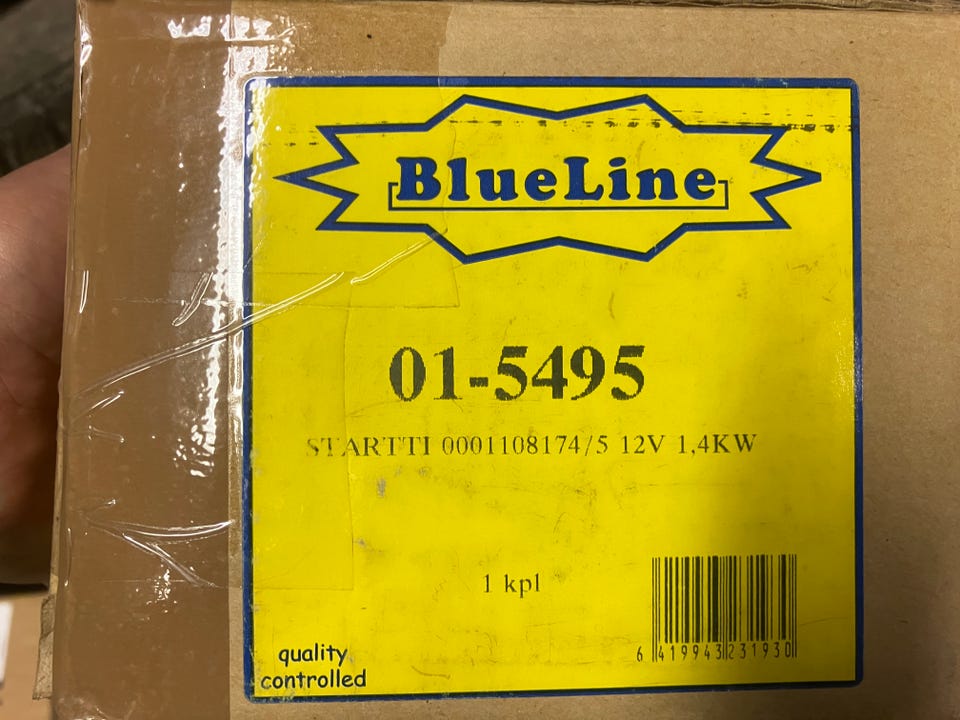 BlueLine
01-5495
STARTTI 0001108174/5 12V 1,4KW
1 kpl
6 419943 231930
quality
controlled